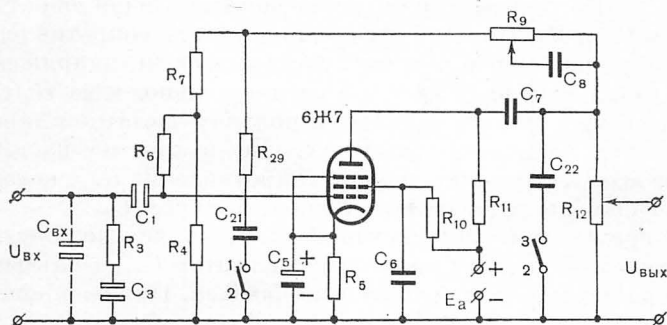 R₉
R₇
C₈
6Ж7
C₇
R₆
R₂₉
C₂₂
C₁
R₁₁
R₁₂
Cвх
C₂₁
R₁₀
Uвх
R₃
R₄
1
2
C₅
+
R₅
C₆
+
Eа
−
3
2
Uвых
C₃